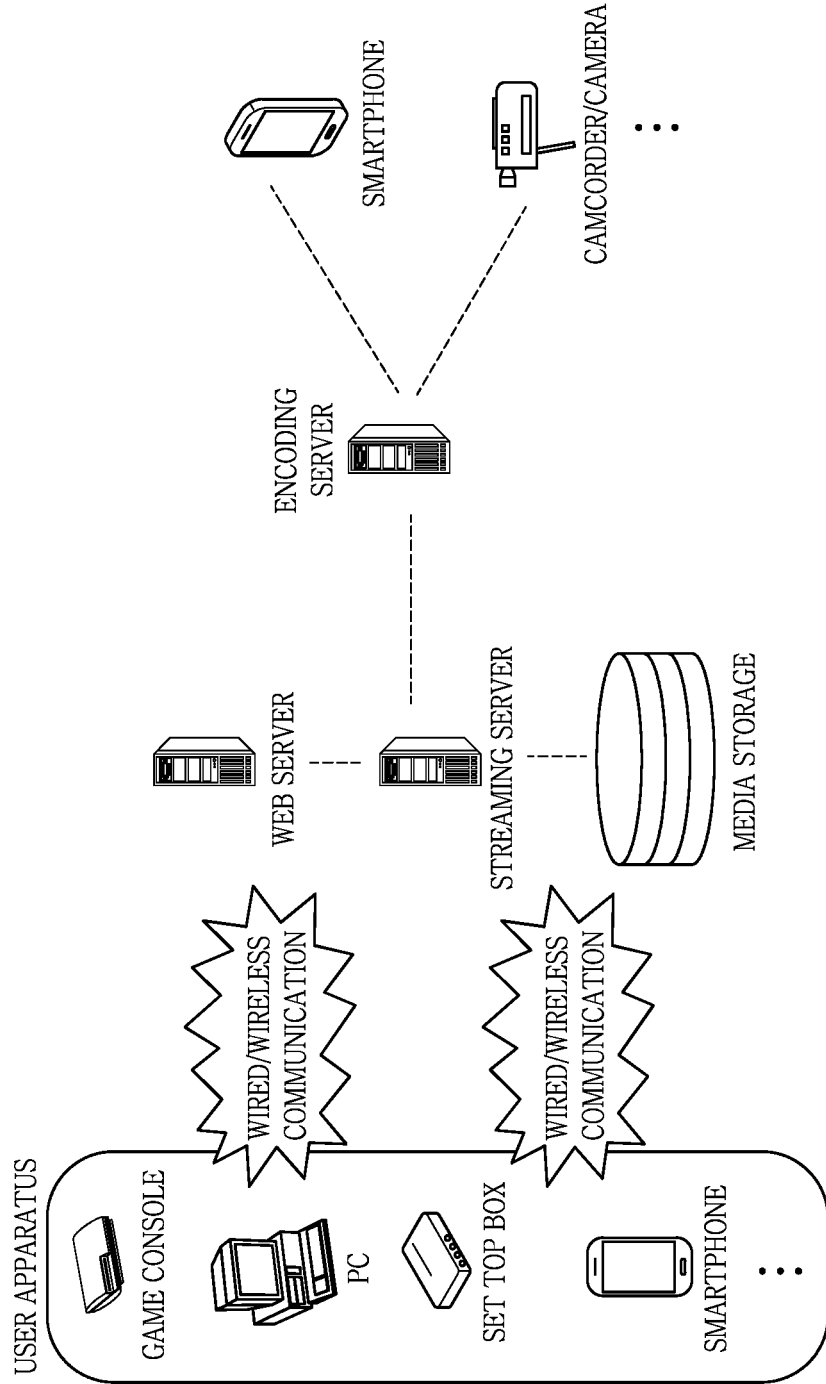 USER APPARATUS
GAME CONSOLE
PC
SET TOP BOX
SMARTPHONE
WIRED/WIRELESS
COMMUNICATION
WIRED/WIRELESS
COMMUNICATION
WEB SERVER
STREAMING SERVER
MEDIA STORAGE
ENCODING
SERVER
SMARTPHONE
CAMCORDER/CAMERA